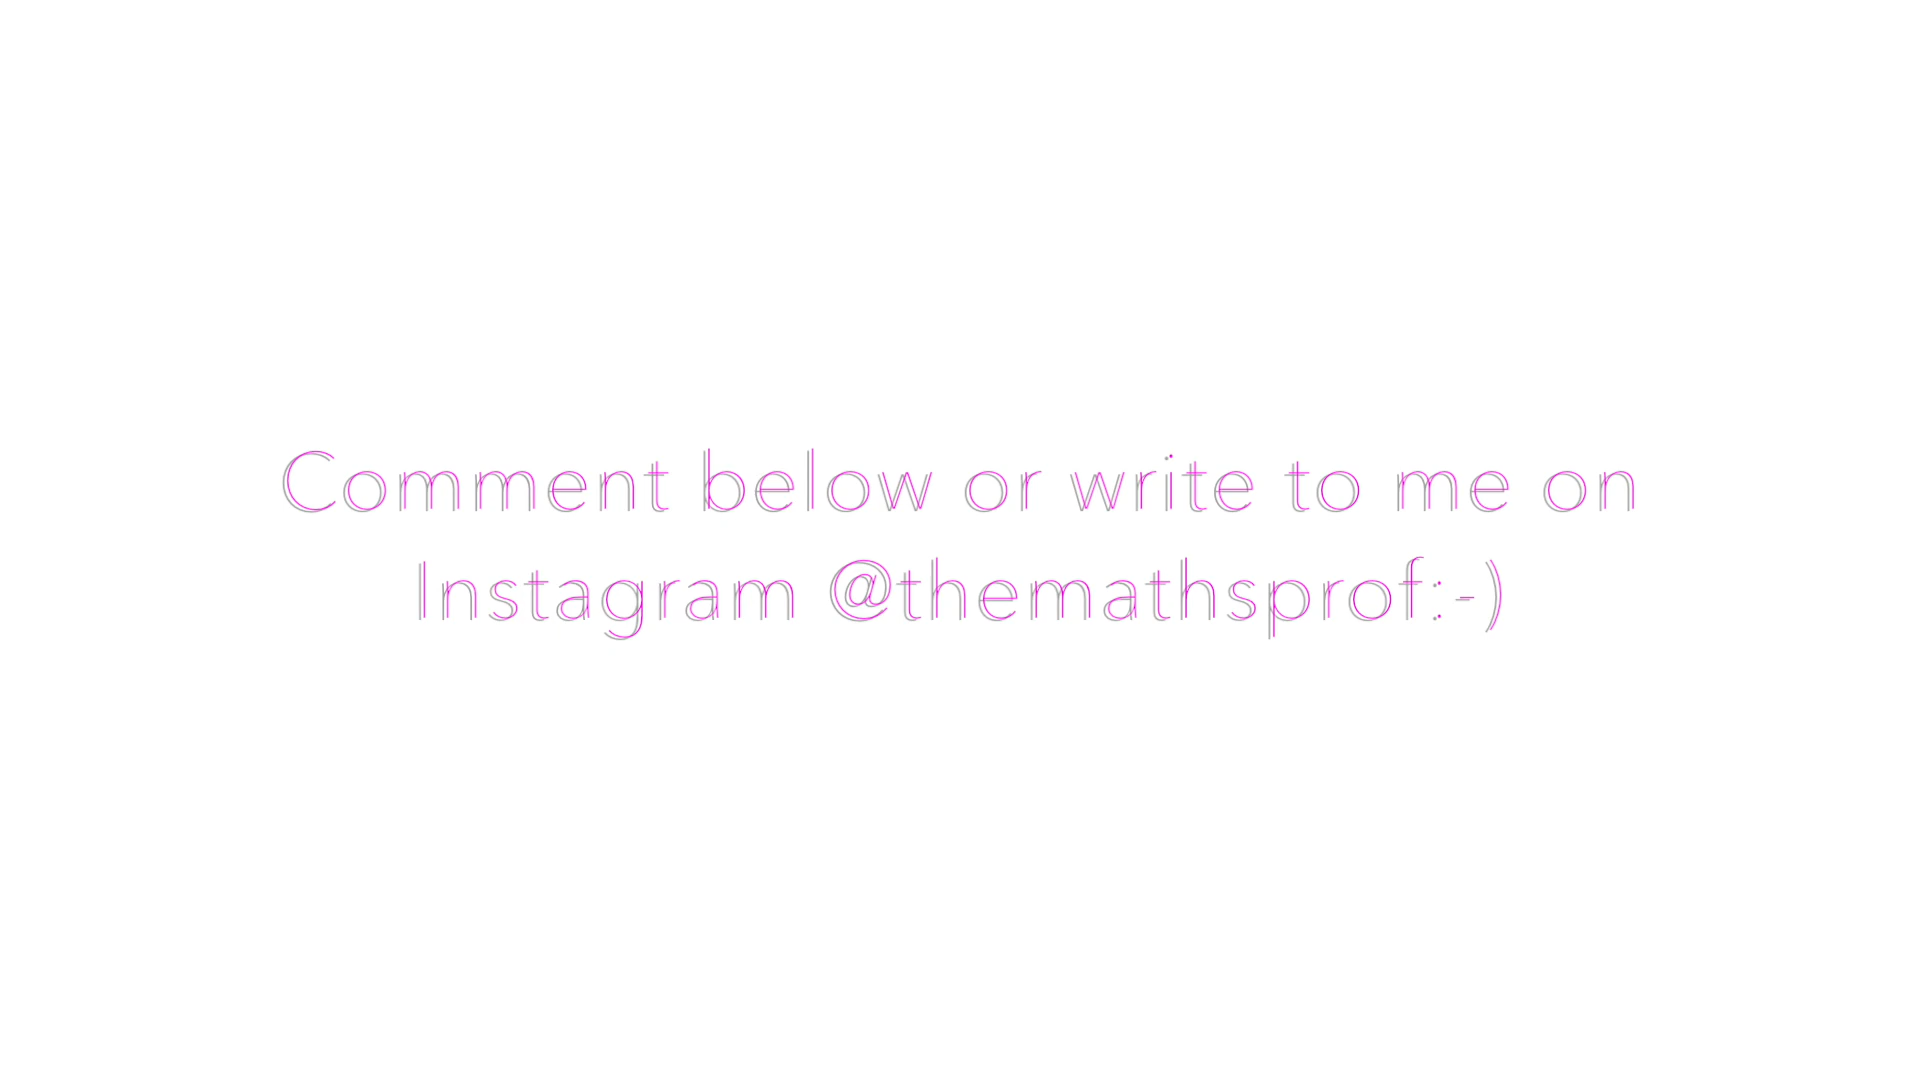 Comment below or write to me on
Instagram @themathsprof:-)